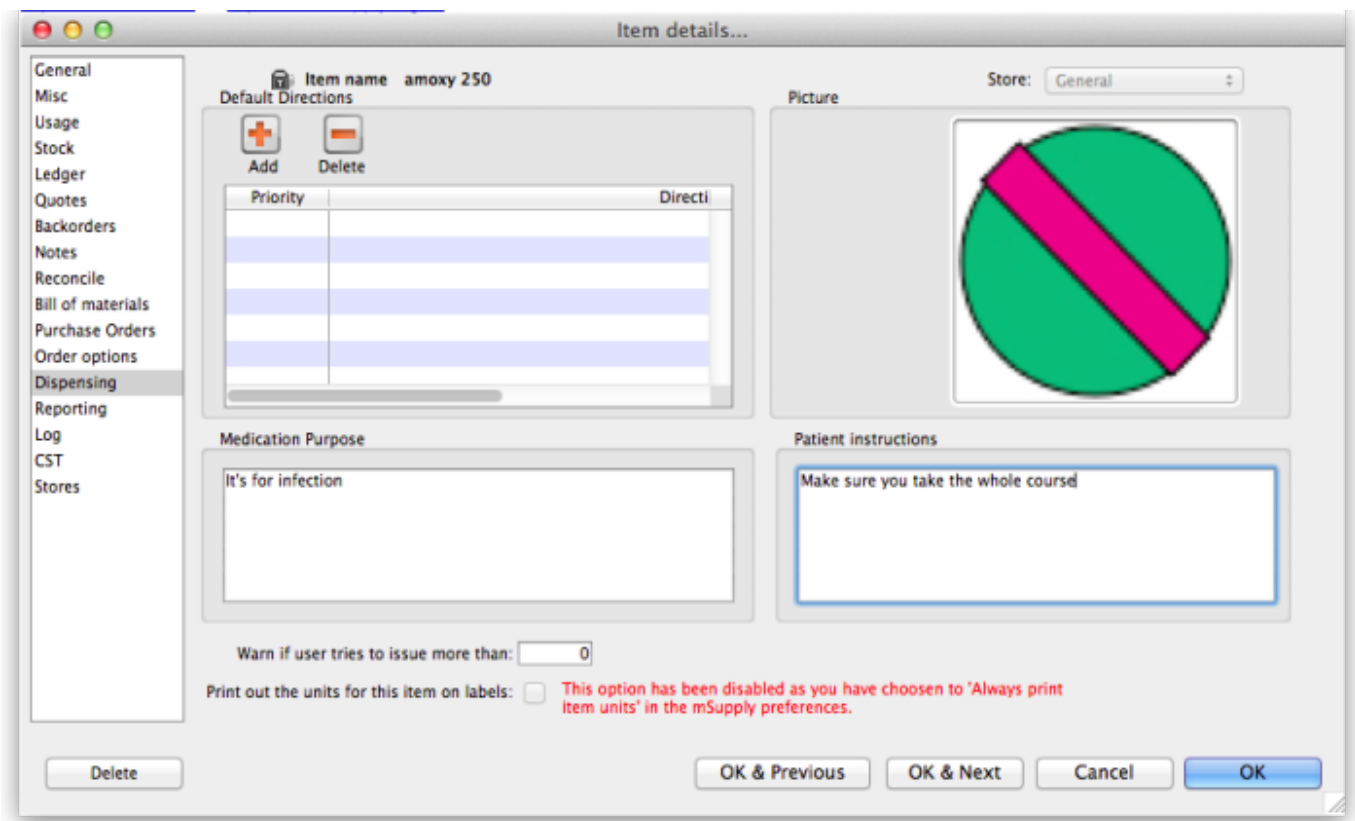 Item details...
General
Misc
Usage
Stock
Ledger
Quotes
Backorders
Notes
Reconcile
Bill of materials
Purchase Orders
Order options
Dispensing
Reporting
Log
CST
Stores
Item name amoxy 250
Store: General
Default Directions
Picture
Add Delete
Priority Directi
Medication Purpose
It's for infection
Patient instructions
Make sure you take the whole course
Warn if user tries to issue more than: 0
Print out the units for this item on labels:
This option has been disabled as you have choosen to 'Always print
item units' in the mSupply preferences.
Delete
OK & Previous
OK & Next
Cancel
OK